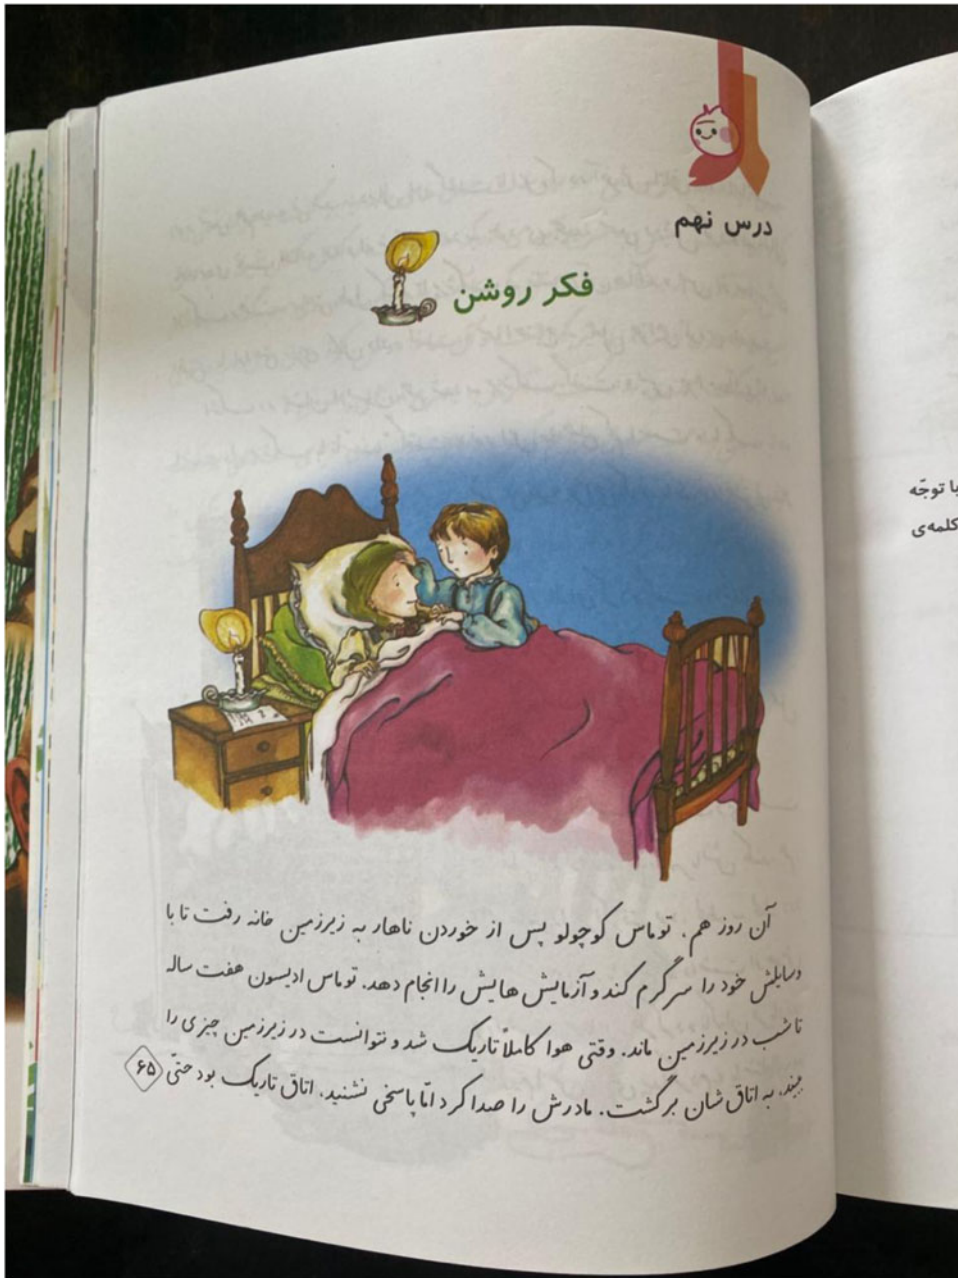 درس نهم
فکر روشن
آن روز هم، توماس کوچولو پس از خوردن ناهار به زیرزمین خانه رفت تا با
وسایلش خود را سرگرم کند و آزمایش هایش را انجام دهد. توماس ادیسون هفت ساله
تا شب در زیرزمین ماند. وقتی هوا کاملاً تاریک شد و نتوانست در زیرزمین چیزی را
ببیند، به اتاق شان برگشت. مادرش را صدا کرد امّا پاسخی نشنید. اتاق تاریک بود حتّی
۶۵
با توجّه
کلمه‌ی